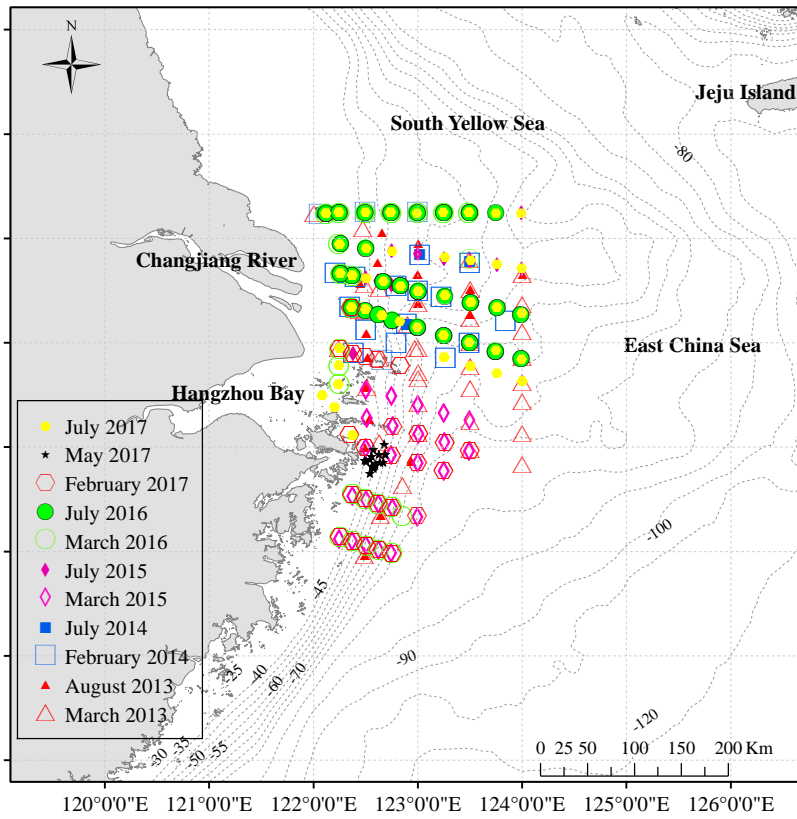 N
Jeju Island
South Yellow Sea
-80
Changjiang River
East China Sea
Hangzhou Bay
July 2017
May 2017
February 2017
July 2016
March 2016
July 2015
March 2015
July 2014
February 2014
August 2013
March 2013
-100
-45
-90
-25
-40
-60
-70
-120
-30
-35
-50
-55
0 25 50 100 150 200 Km
120°0'0"E 121°0'0"E 122°0'0"E 123°0'0"E 124°0'0"E 125°0'0"E 126°0'0"E